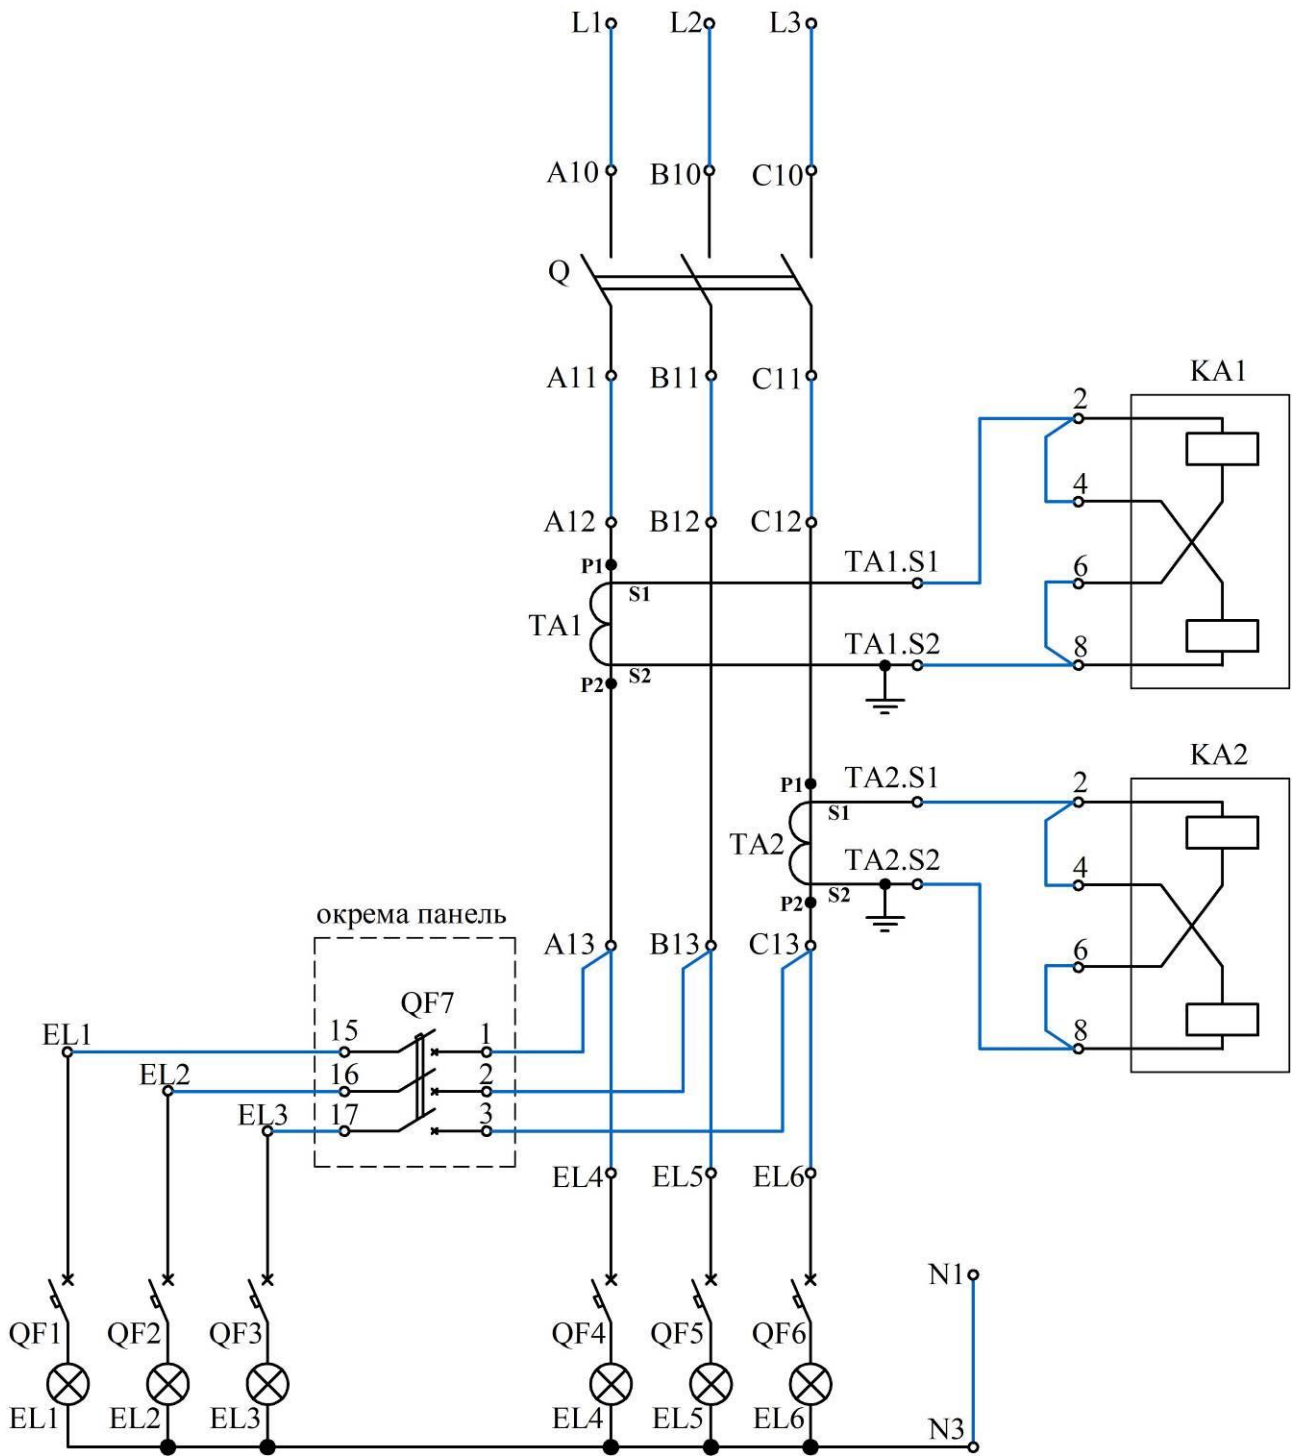 L1 L2 L3
A10 B10 C10
Q
A11 B11 C11
KA1
2
4
A12 B12 C12
P1
S1
TA1
S2
P2
TA1.S1
TA1.S2
6
8
KA2
P1
S1
TA2
S2
P2
TA2.S1
TA2.S2
2
4
6
8
окрема панель
A13 B13 C13
QF7
EL1 15 1
EL2 16 2
EL3 17 3
EL4 EL5 EL6
N1
QF1 QF2 QF3 QF4 QF5 QF6
EL1 EL2 EL3 EL4 EL5 EL6
N3